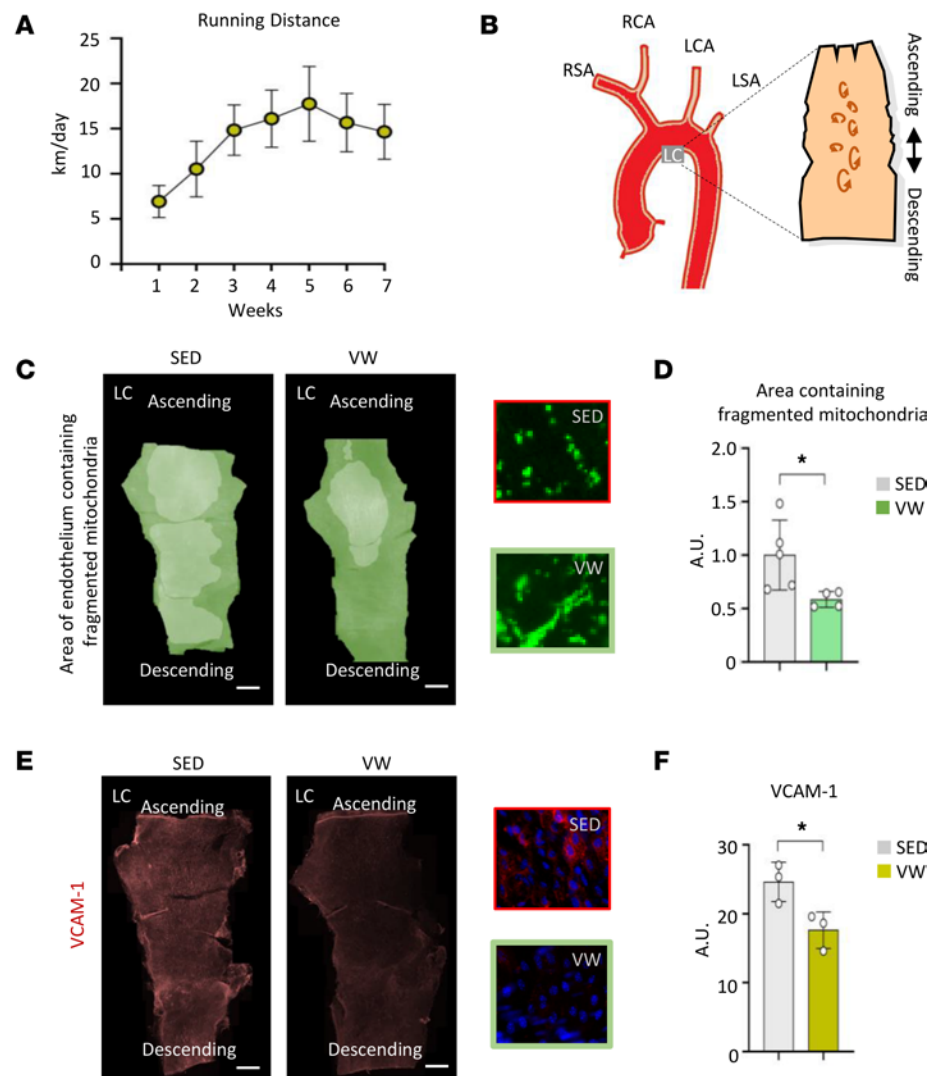 A
Running Distance
km/day
25
20
15
10
5
0
1 2 3 4 5 6 7
Weeks
B
RCA
LCA
RSA
LSA
LC
Ascending
Descending
C
SED
VW
Area of endothelium containing
fragmented mitochondria
LC
Ascending
Descending
LC
Ascending
Descending
SED
VW
D
Area containing
fragmented mitochondria
A.U.
2.0
1.5
1.0
0.5
0
*
SED
VW
E
SED
VW
VCAM-1
LC
Ascending
Descending
LC
Ascending
Descending
SED
VW
F
VCAM-1
A.U.
30
20
10
0
*
SED
VW